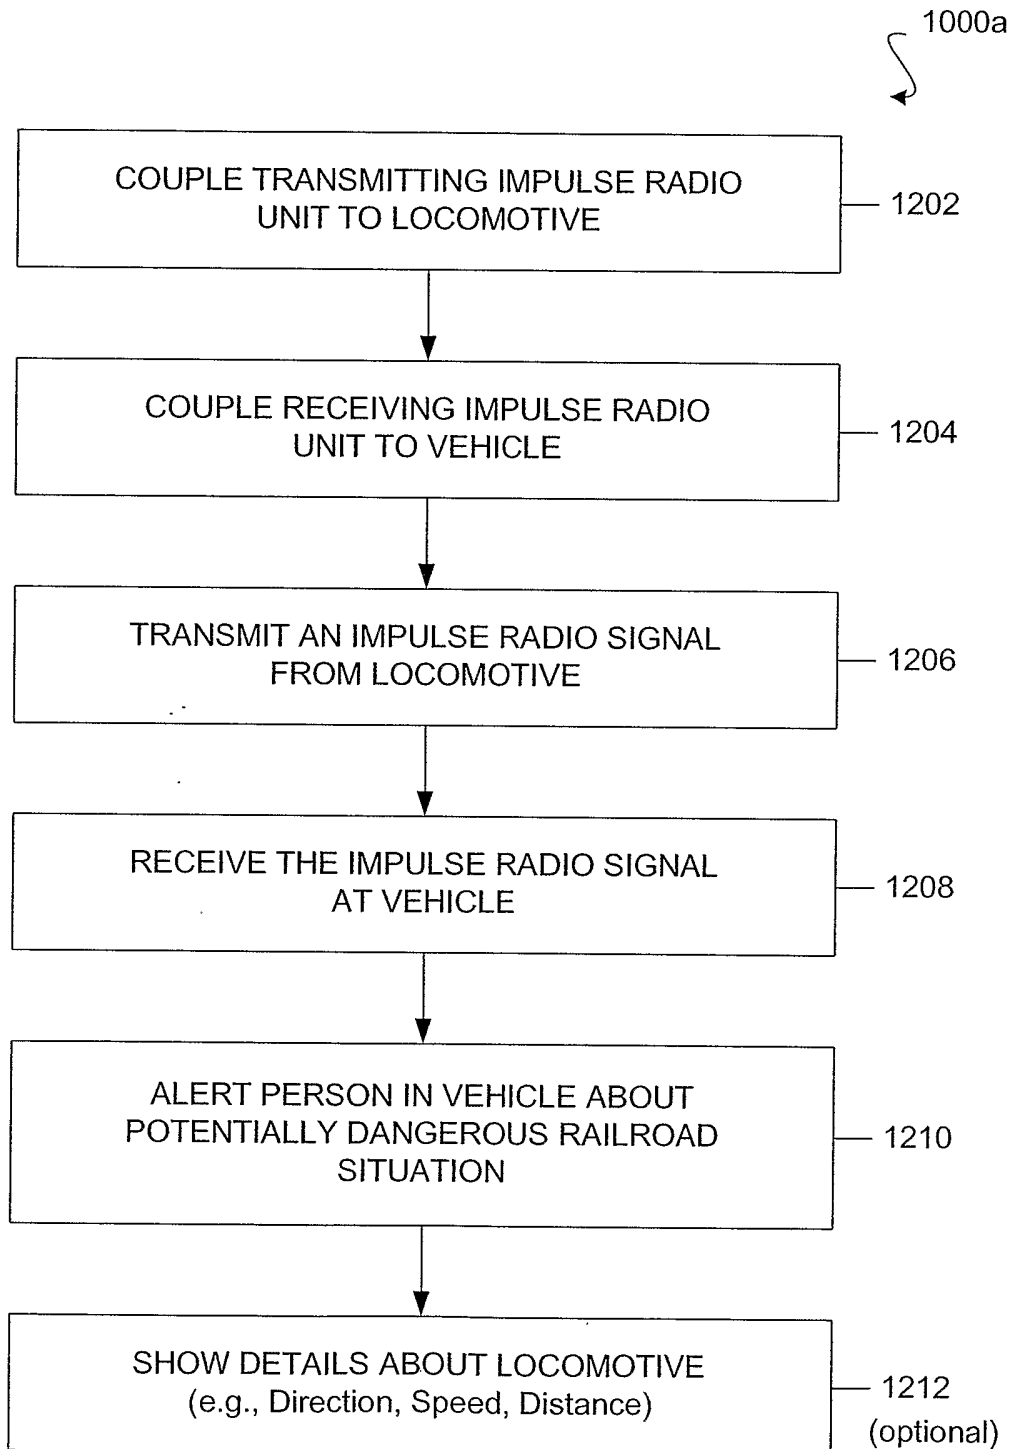 1000a
COUPLE TRANSMITTING IMPULSE RADIO
UNIT TO LOCOMOTIVE
1202
COUPLE RECEIVING IMPULSE RADIO
UNIT TO VEHICLE
1204
TRANSMIT AN IMPULSE RADIO SIGNAL
FROM LOCOMOTIVE
1206
RECEIVE THE IMPULSE RADIO SIGNAL
AT VEHICLE
1208
ALERT PERSON IN VEHICLE ABOUT
POTENTIALLY DANGEROUS RAILROAD
SITUATION
1210
SHOW DETAILS ABOUT LOCOMOTIVE
(e.g., Direction, Speed, Distance)
1212
(optional)